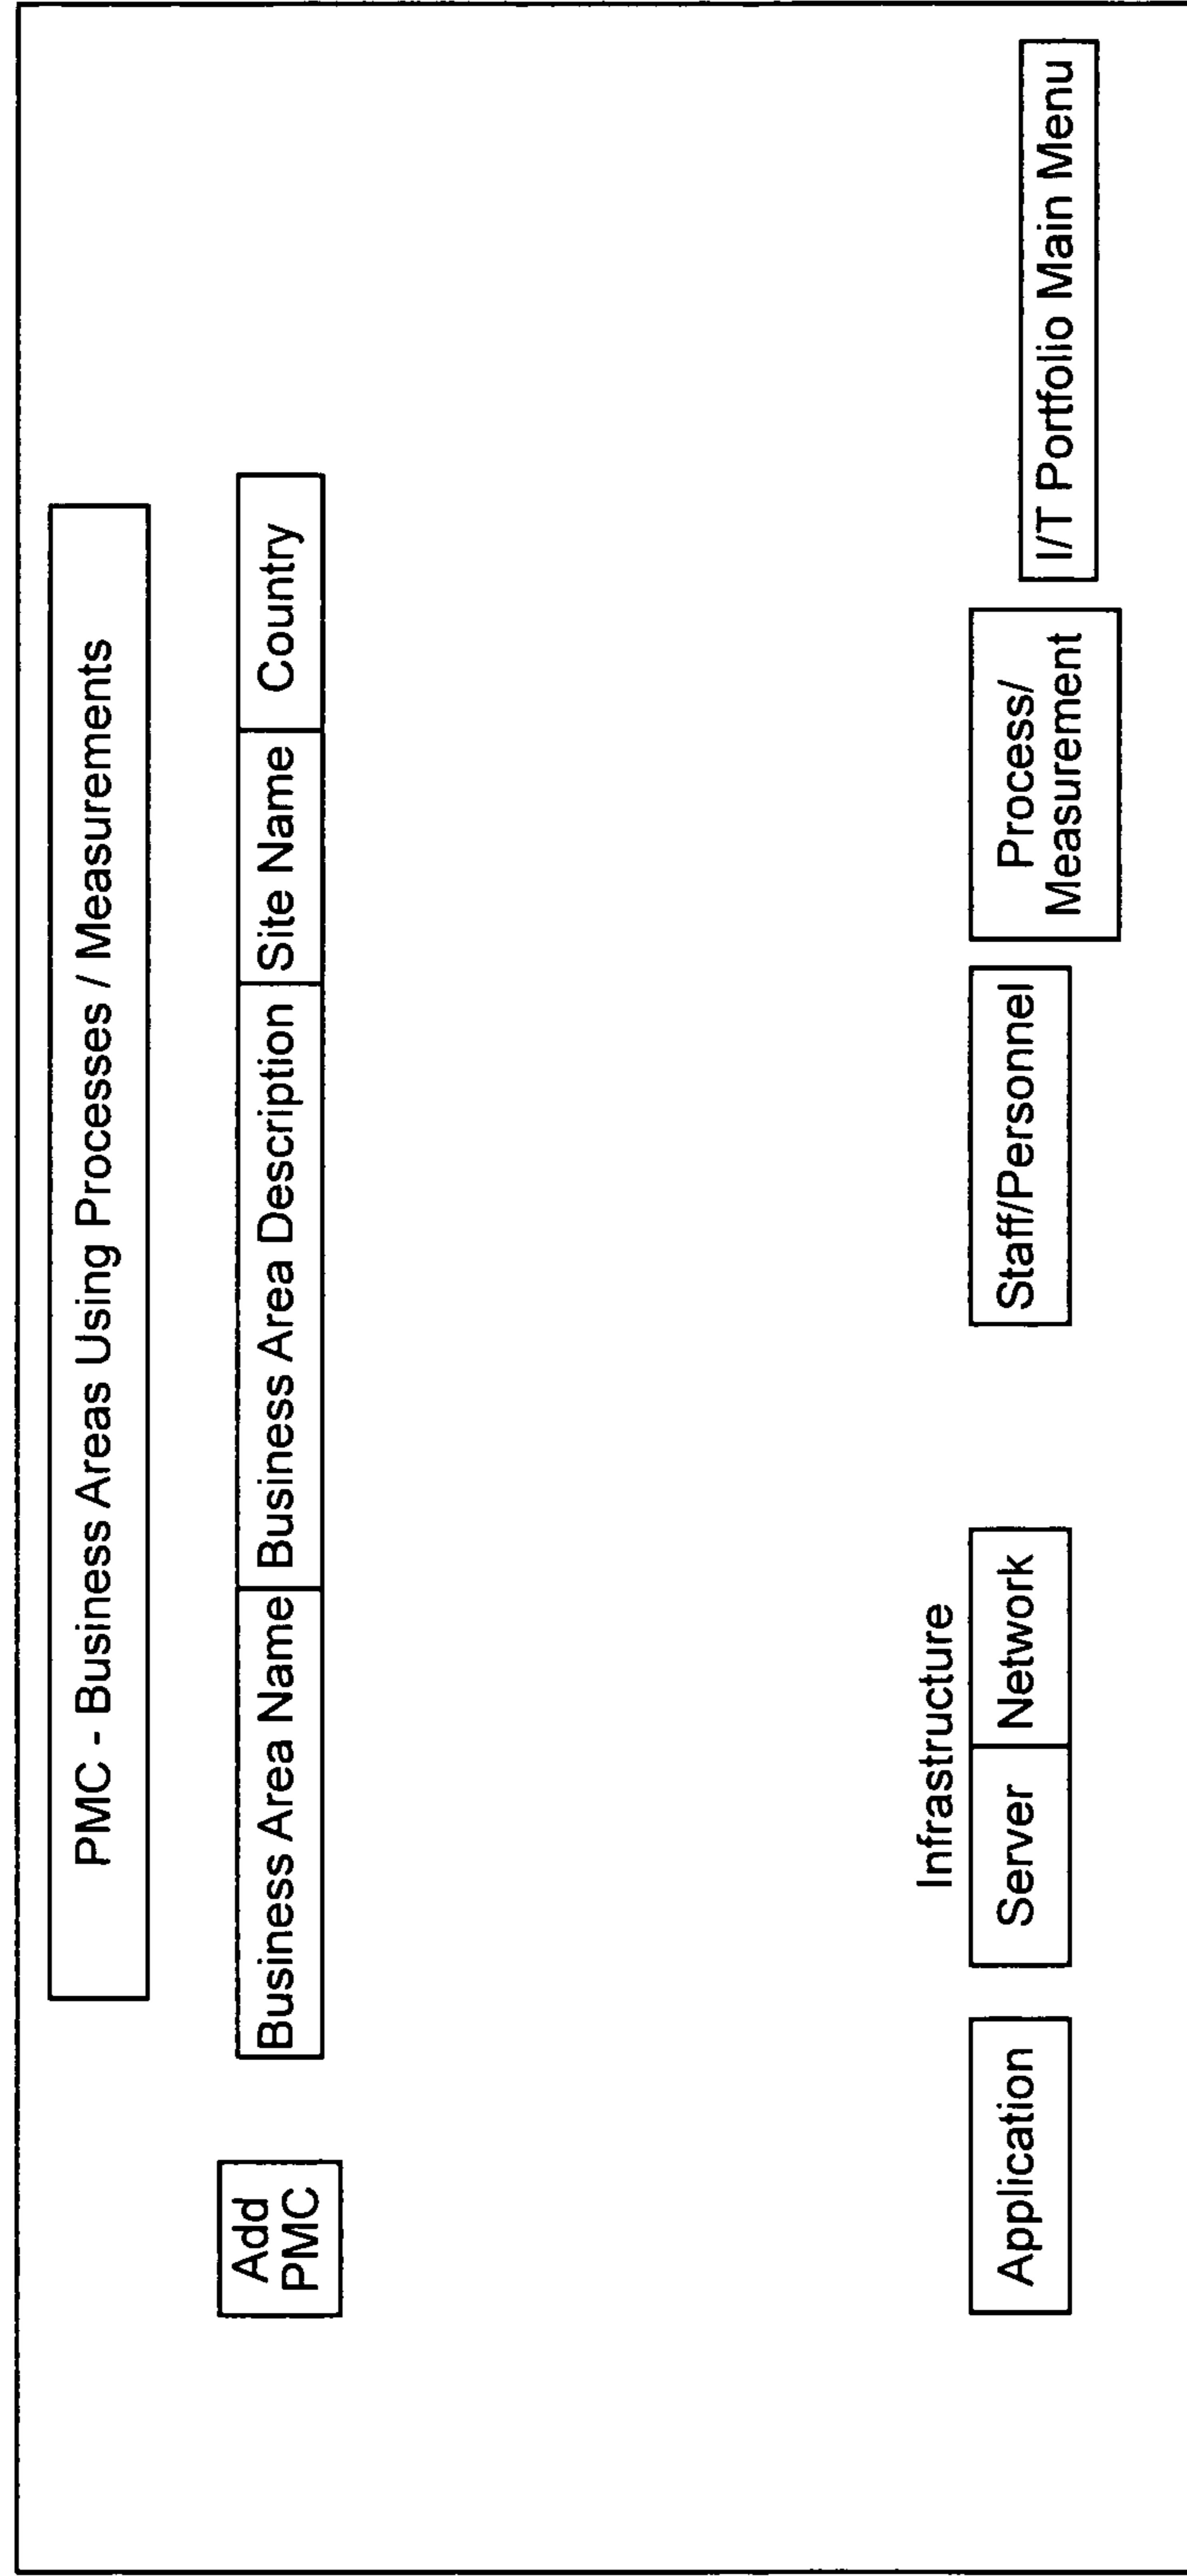 PMC - Business Areas Using Processes / Measurements
Add
PMC
Business Area Name
Business Area Description
Site Name
Country
Infrastructure
Application
Server
Network
Staff/Personnel
Process/
Measurement
I/T Portfolio Main Menu